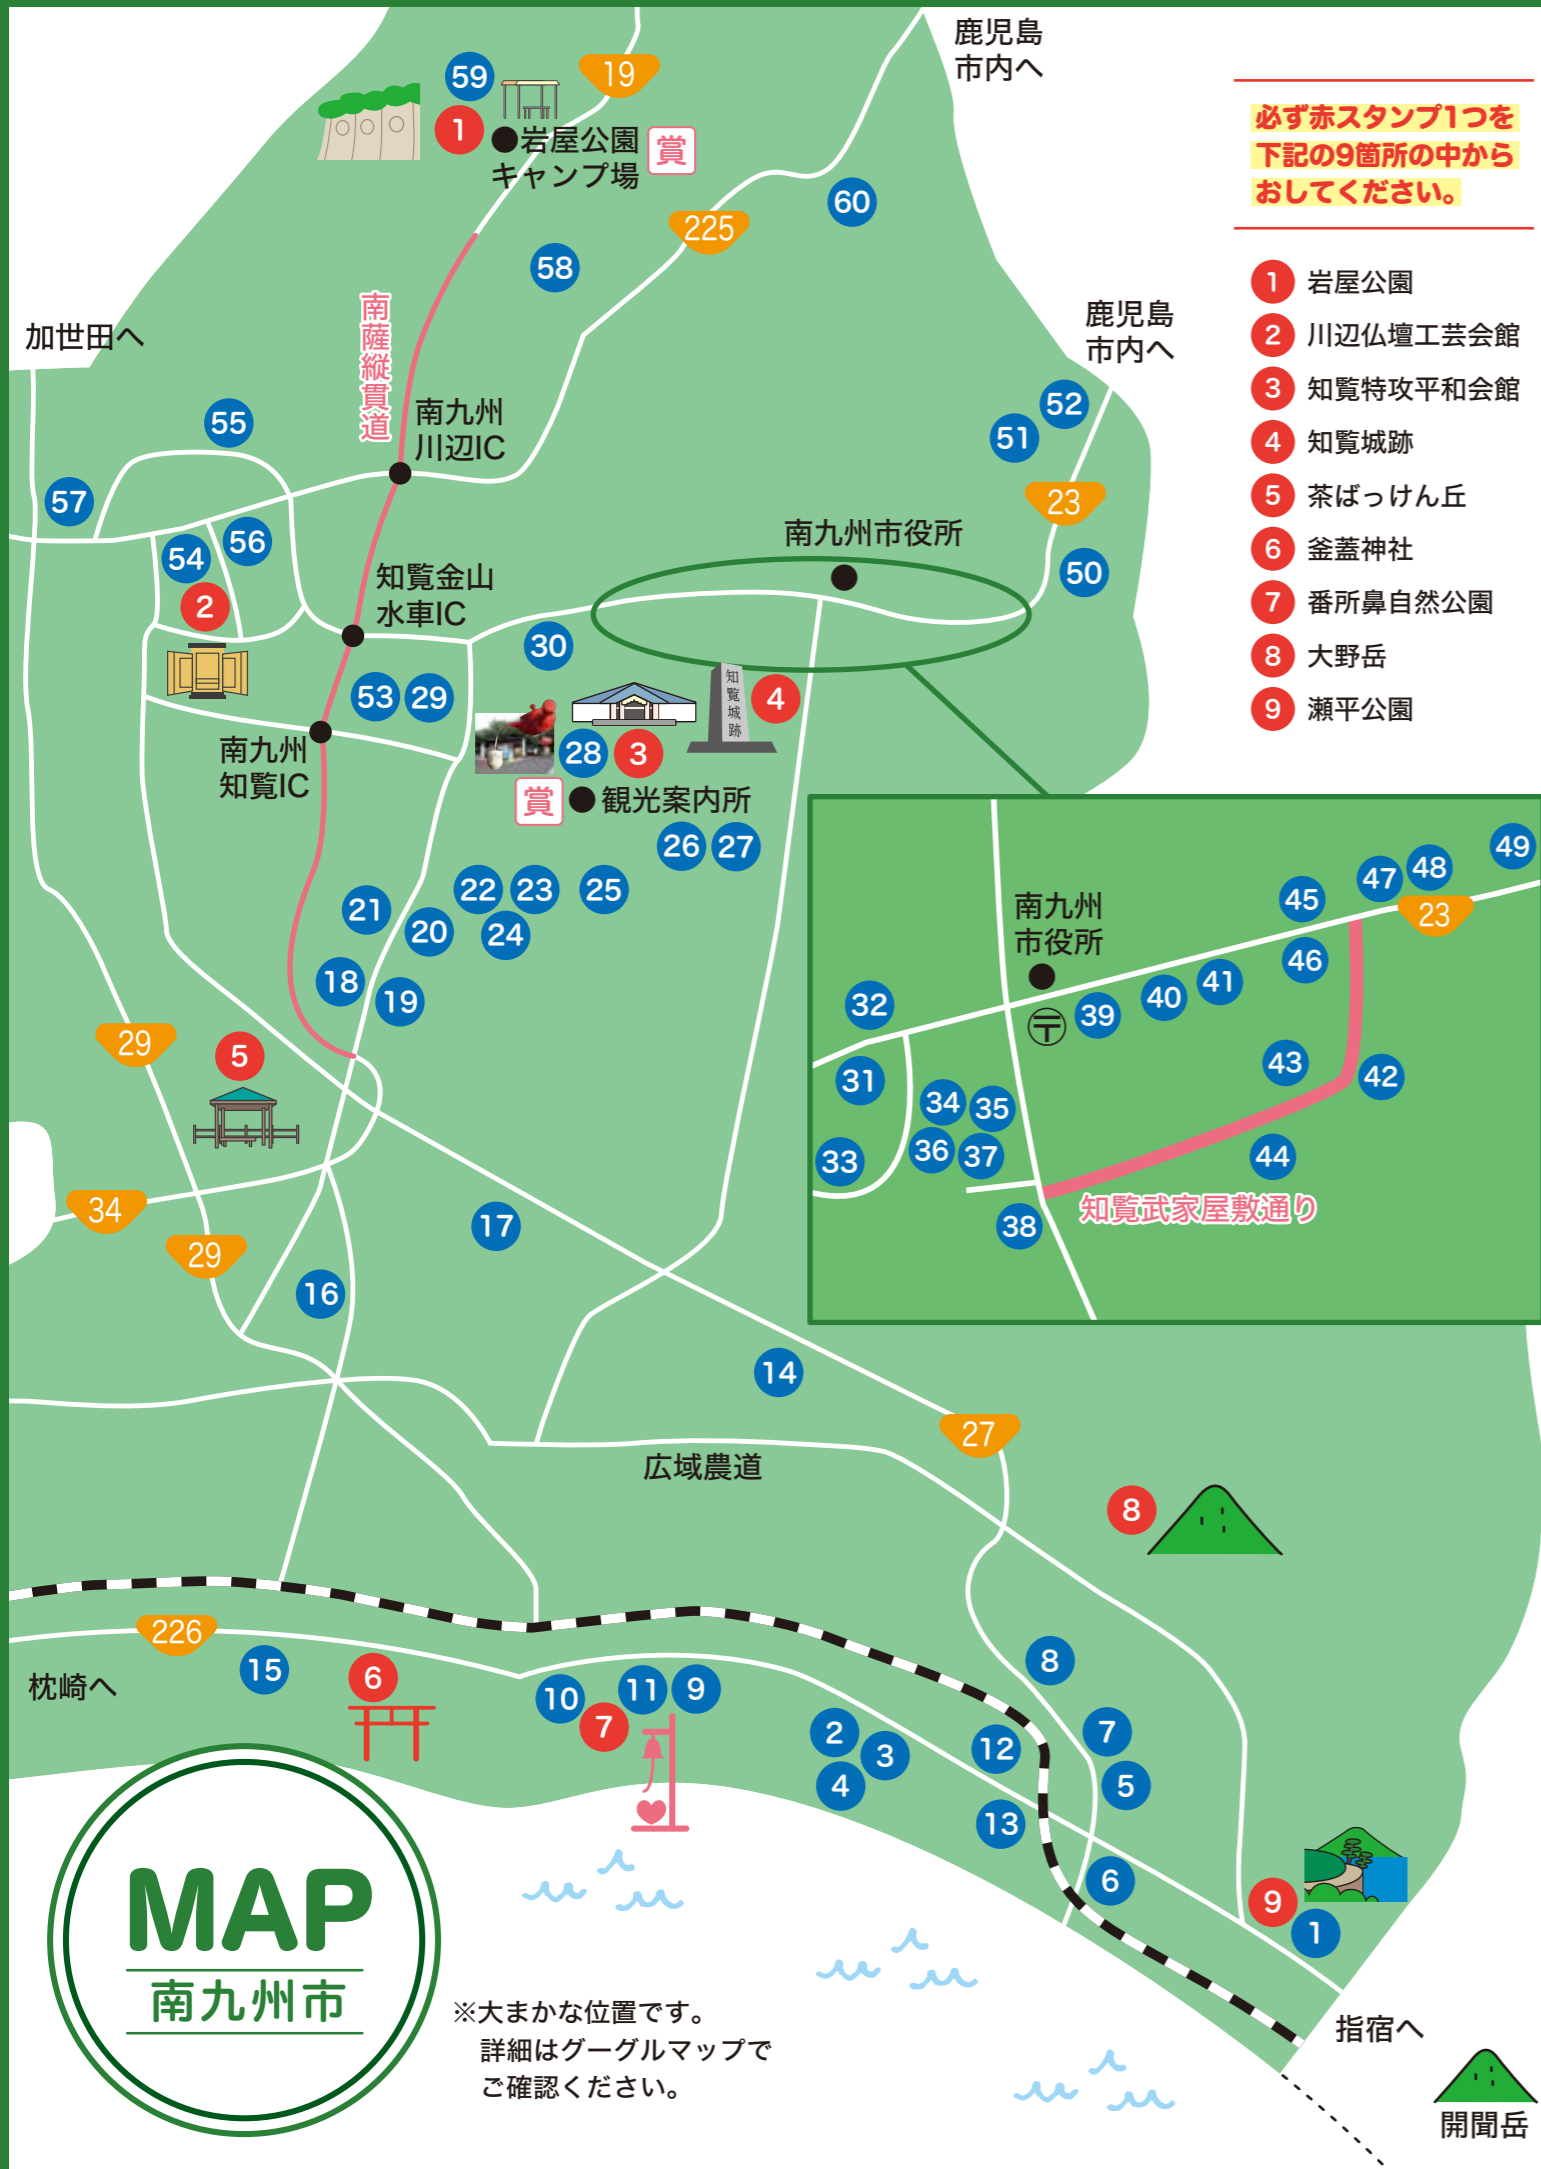 鹿児島
市内へ
必ず赤スタンプ1つを
下記の9箇所の中から
おしてください。
1 岩屋公園
2 川辺仏壇工芸会館
3 知覧特攻平和会館
4 知覧城跡
5 茶ばっけん丘
6 釜蓋神社
7 番所鼻自然公園
8 大野岳
9 瀬平公園
59
19
1
岩屋公園
キャンプ場
賞
60
225
58
南薩縦貫道
加世田へ
鹿児島
市内へ
52
51
55
南九州
川辺IC
57
23
54
56
南九州市役所
50
2
知覧金山
水車IC
30
53
29
知覧城跡
4
南九州
知覧IC
28
3
賞
観光案内所
26
27
22
23
25
21
20
24
18
19
29
5
34
29
17
16
49
48
47
45
23
南九州
市役所
46
41
40
39
〒
32
31
43
42
34
35
36
37
33
44
38
知覧武家屋敷通り
14
27
広域農道
8
226
15
枕崎へ
6
10
11
9
7
8
2
3
4
12
7
5
13
6
9
1
MAP
南九州市
※大まかな位置です。
詳細はグーグルマップで
ご確認ください。
指宿へ
開聞岳